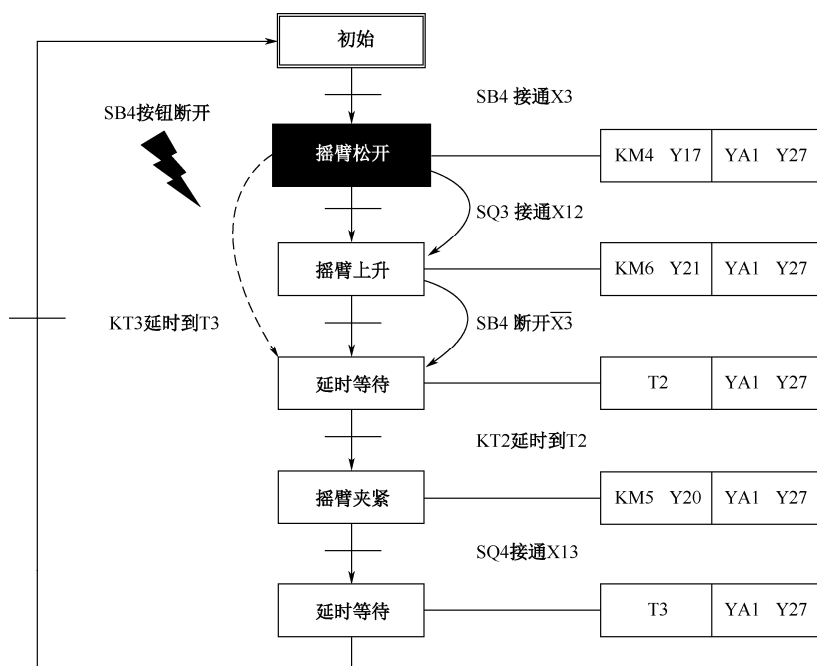 初始
SB4 接通X3
SB4按钮断开
摇臂松开
KM4 Y17
YA1 Y27
SQ3 接通X12
摇臂上升
KM6 Y21
YA1 Y27
KT3延时到T3
SB4 断开X̅3̅
延时等待
T2
YA1 Y27
KT2延时到T2
摇臂夹紧
KM5 Y20
YA1 Y27
SQ4接通X13
延时等待
T3
YA1 Y27